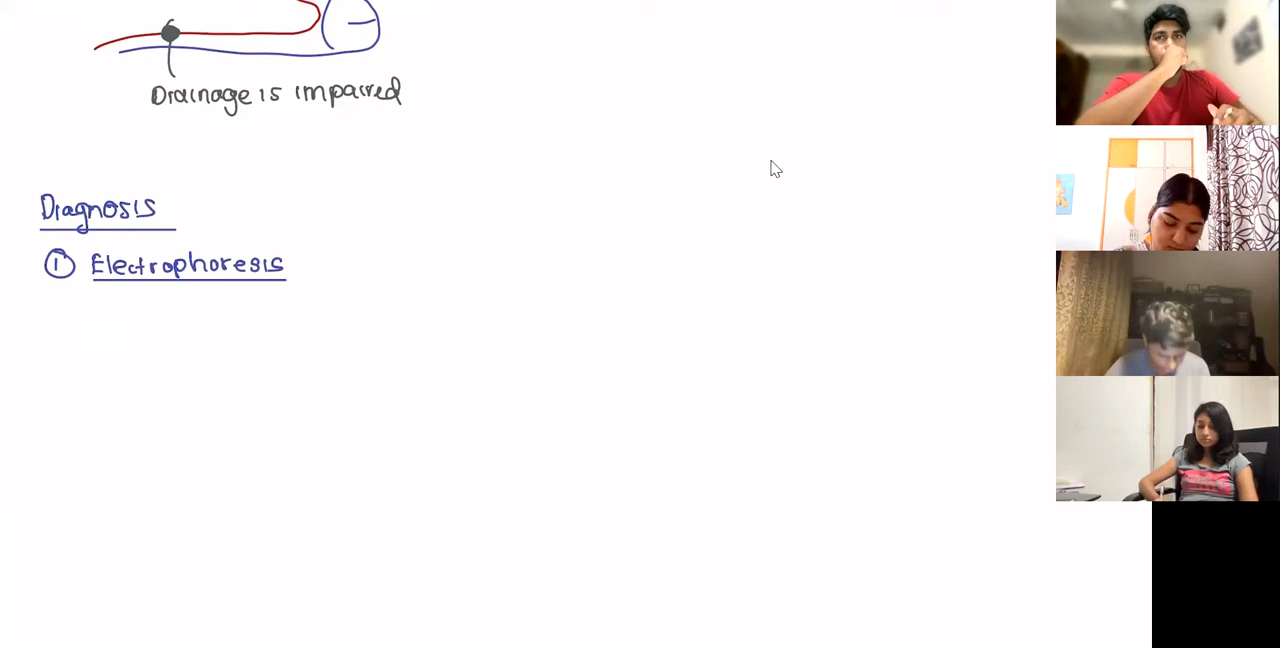 Drainage is impaired
Diagnosis
① Electrophoresis